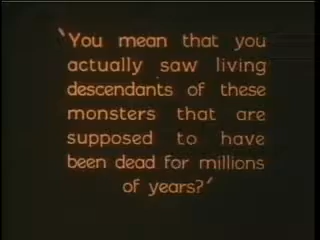 ‘You mean that you
actually saw living
descendants of these
monsters that are
supposed to have
been dead for millions
of years?’